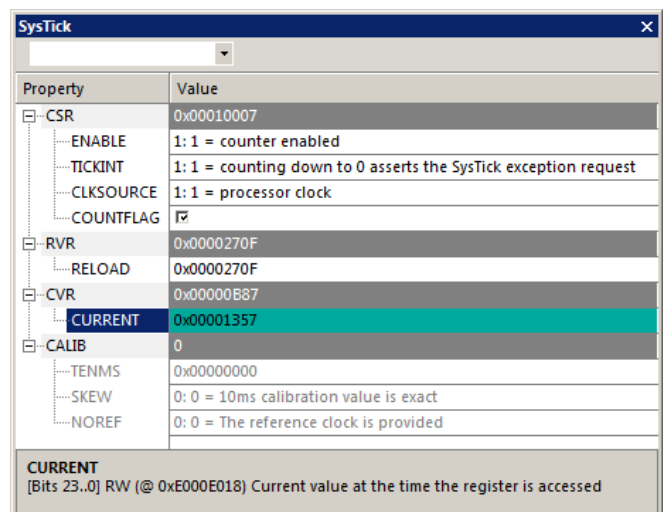 SysTick
Property Value
CSR 0x00010007
ENABLE 1: 1 = counter enabled
TICKINT 1: 1 = counting down to 0 asserts the SysTick exception request
CLKSOURCE 1: 1 = processor clock
COUNTFLAG
RVR 0x0000270F
RELOAD 0x0000270F
CVR 0x00000B87
CURRENT 0x00001357
CALIB 0
TENMS 0x00000000
SKEW 0: 0 = 10ms calibration value is exact
NOREF 0: 0 = The reference clock is provided
CURRENT
[Bits 23..0] RW (@ 0xE000E018) Current value at the time the register is accessed